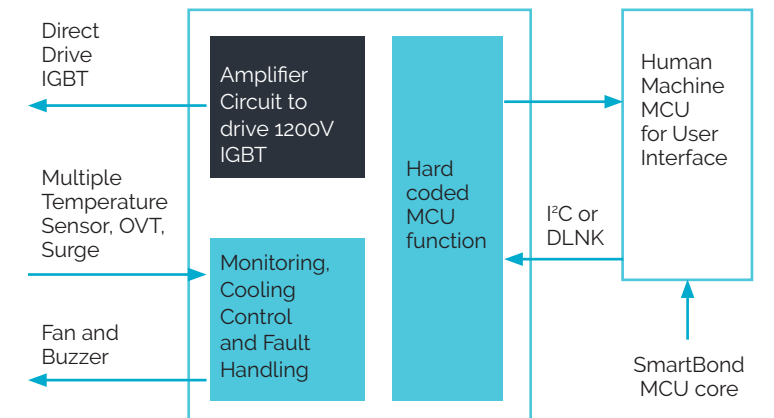 Direct
Drive
IGBT
Amplifier
Circuit to
drive 1200V
IGBT
Multiple
Temperature
Sensor, OVT,
Surge
Monitoring,
Cooling
Control
and Fault
Handling
Fan and
Buzzer
Hard
coded
MCU
function
I²C or
DLNK
Human
Machine
MCU
for User
Interface
SmartBond
MCU core